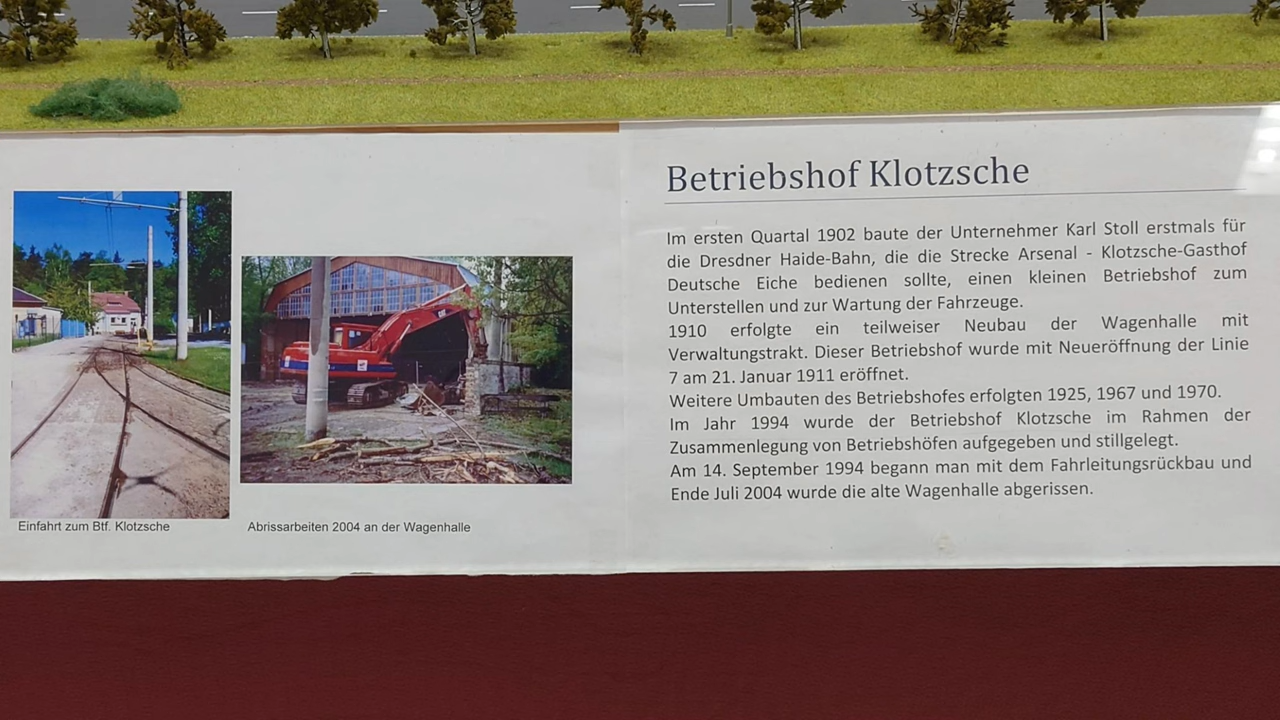 Betriebshof Klotzsche
Im ersten Quartal 1902 baute der Unternehmer Karl Stoll erstmals für
die Dresdner Haide-Bahn, die die Strecke Arsenal - Klotzsche-Gasthof
Deutsche Eiche bedienen sollte, einen kleinen Betriebshof zum
Unterstellen und zur Wartung der Fahrzeuge.
1910 erfolgte ein teilweiser Neubau der Wagenhalle mit
Verwaltungstrakt. Dieser Betriebshof wurde mit Neueröffnung der Linie
7 am 21. Januar 1911 eröffnet.
Weitere Umbauten des Betriebshofes erfolgten 1925, 1967 und 1970.
Im Jahr 1994 wurde der Betriebshof Klotzsche im Rahmen der
Zusammenlegung von Betriebshöfen aufgegeben und stillgelegt.
Am 14. September 1994 begann man mit dem Fahrleitungsrückbau und
Ende Juli 2004 wurde die alte Wagenhalle abgerissen.
Einfahrt zum Btf. Klotzsche
Abrissarbeiten 2004 an der Wagenhalle